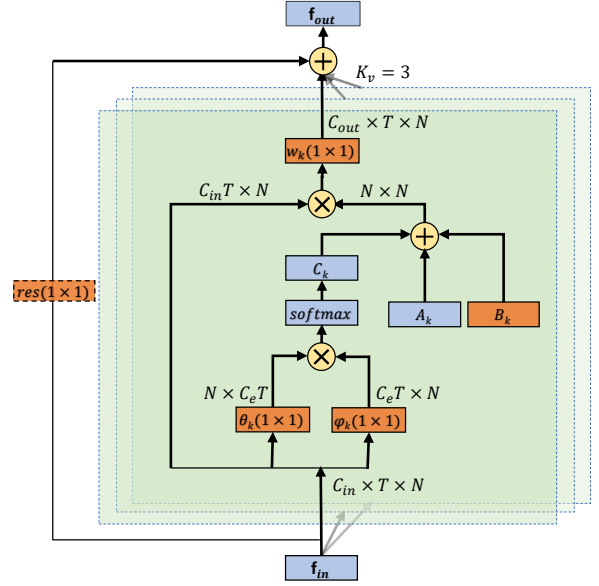 f_out
K_v = 3
C_out × T × N
w_k(1 × 1)
C_in T × N
N × N
C_k
res(1 × 1)
softmax
A_k
B_k
N × C_e T
C_e T × N
θ_k(1 × 1)
φ_k(1 × 1)
C_in × T × N
f_in